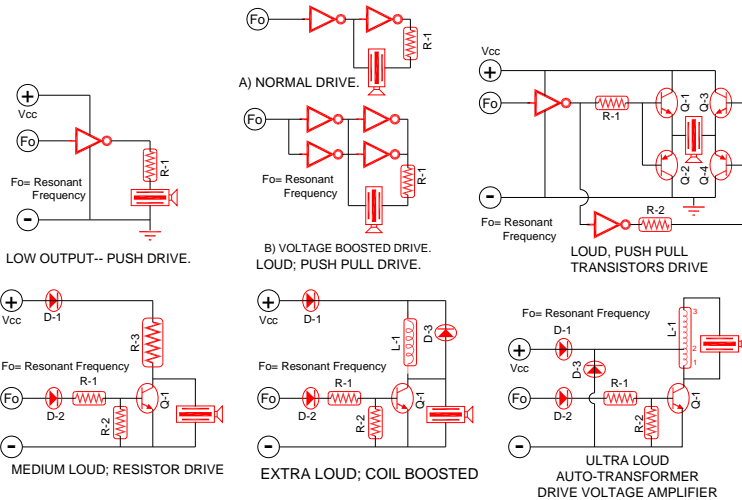 Fo
R-1
A) NORMAL DRIVE.
Fo
Fo= Resonant
Frequency
R-1
B) VOLTAGE BOOSTED DRIVE.
LOUD; PUSH PULL DRIVE.
+
Vcc
Fo
R-1
Fo= Resonant
Frequency
-
LOW OUTPUT-- PUSH DRIVE.
Vcc
+
Fo
R-1
Q-1
Q-3
Q-2
Q-4
-
R-2
Fo= Resonant
Frequency
LOUD, PUSH PULL
TRANSISTORS DRIVE
+
Vcc
D-1
R-3
Fo= Resonant Frequency
R-1
Fo
D-2
R-2
Q-1
-
MEDIUM LOUD; RESISTOR DRIVE
+
Vcc
D-1
L-1
D-3
Fo= Resonant Frequency
R-1
Fo
D-2
R-2
Q-1
-
EXTRA LOUD; COIL BOOSTED
Fo= Resonant Frequency
D-1
+
Vcc
D-3
L-1
3
2
1
R-1
Fo
D-2
R-2
Q-1
-
ULTRA LOUD
AUTO-TRANSFORMER
DRIVE VOLTAGE AMPLIFIER